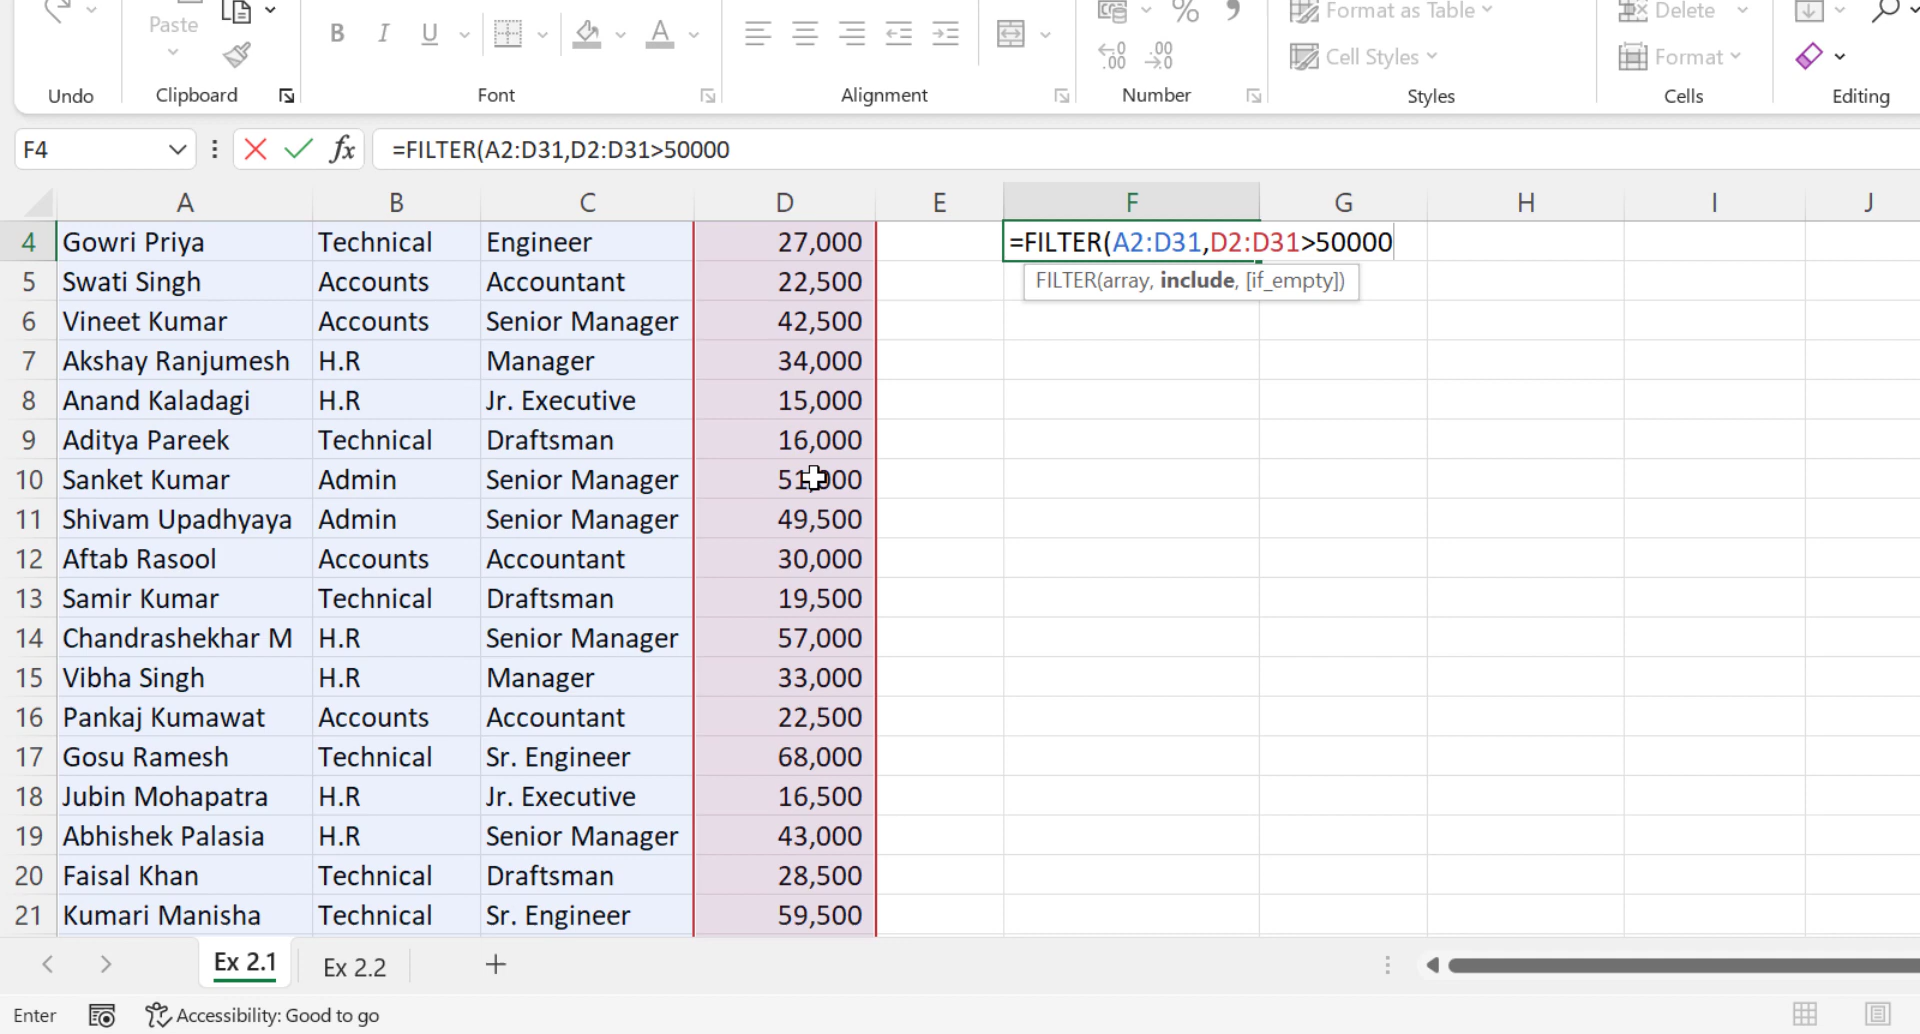 Paste
B I U A
% ,
.00 .00
Format as Table
Cell Styles
Delete
Format
Undo Clipboard Font Alignment Number Styles Cells Editing
F4 fx =FILTER(A2:D31,D2:D31>50000
A B C D E F G H I J
4 Gowri Priya Technical Engineer 27,000 =FILTER(A2:D31,D2:D31>50000
FILTER(array, include, [if_empty])
5 Swati Singh Accounts Accountant 22,500
6 Vineet Kumar Accounts Senior Manager 42,500
7 Akshay Ranjumesh H.R Manager 34,000
8 Anand Kaladagi H.R Jr. Executive 15,000
9 Aditya Pareek Technical Draftsman 16,000
10 Sanket Kumar Admin Senior Manager 51,000
11 Shivam Upadhyaya Admin Senior Manager 49,500
12 Aftab Rasool Accounts Accountant 30,000
13 Samir Kumar Technical Draftsman 19,500
14 Chandrashekhar M H.R Senior Manager 57,000
15 Vibha Singh H.R Manager 33,000
16 Pankaj Kumawat Accounts Accountant 22,500
17 Gosu Ramesh Technical Sr. Engineer 68,000
18 Jubin Mohapatra H.R Jr. Executive 16,500
19 Abhishek Palasia H.R Senior Manager 43,000
20 Faisal Khan Technical Draftsman 28,500
21 Kumari Manisha Technical Sr. Engineer 59,500
Ex 2.1 Ex 2.2
Enter Accessibility: Good to go